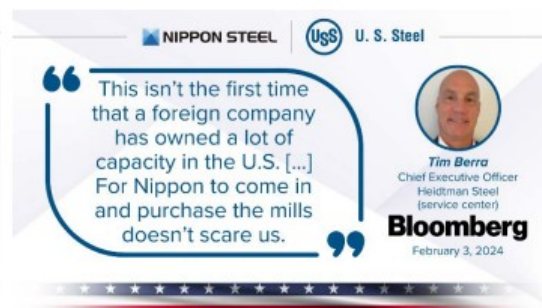 NIPPON STEEL
USS
U. S. Steel
“ This isn’t the first time
that a foreign company
has owned a lot of
capacity in the U.S. [...]
For Nippon to come in
and purchase the mills
doesn’t scare us. ”
Tim Berra
Chief Executive Officer
Heidtman Steel
(service center)
Bloomberg
February 3, 2024